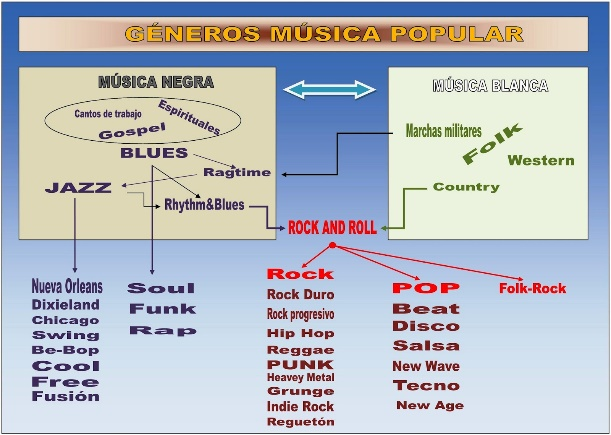 GÉNEROS MÚSICA POPULAR
MÚSICA NEGRA
Cantos de trabajo
Espirituales
Gospel
BLUES
Ragtime
JAZZ
Rhythm&Blues
MÚSICA BLANCA
Marchas militares
Folk
Western
Country
ROCK AND ROLL
Nueva Orleans
Dixieland
Chicago
Swing
Be-Bop
Cool
Free
Fusión
Soul
Funk
Rap
Rock
Rock Duro
Rock progresivo
Hip Hop
Reggae
PUNK
Heavey Metal
Grunge
Indie Rock
Reguetón
POP
Beat
Disco
Salsa
New Wave
Tecno
New Age
Folk-Rock